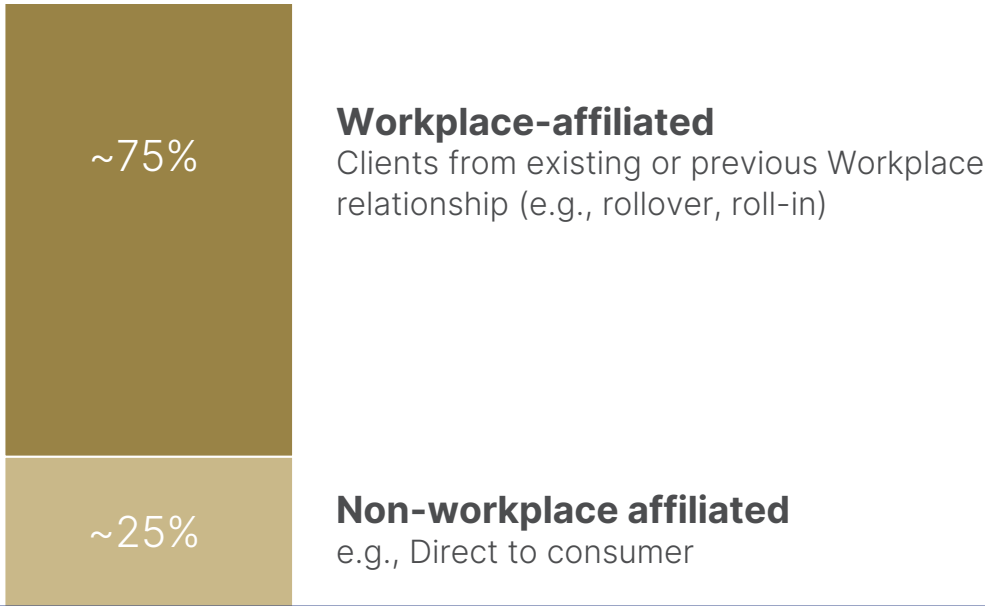 ~75%
Workplace-affiliated
Clients from existing or previous Workplace
relationship (e.g., rollover, roll-in)
~25%
Non-workplace affiliated
e.g., Direct to consumer